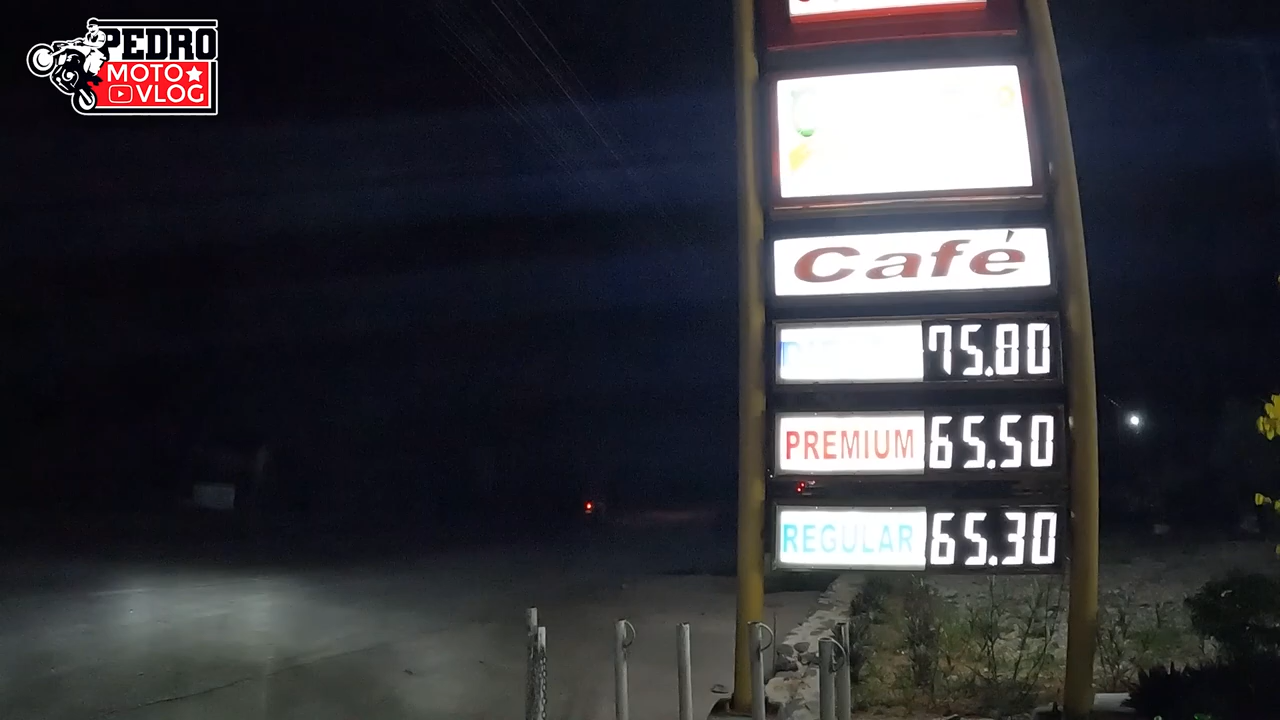 PEDRO
MOTO
VLOG
Café
75.80
PREMIUM 65.50
REGULAR 65.30